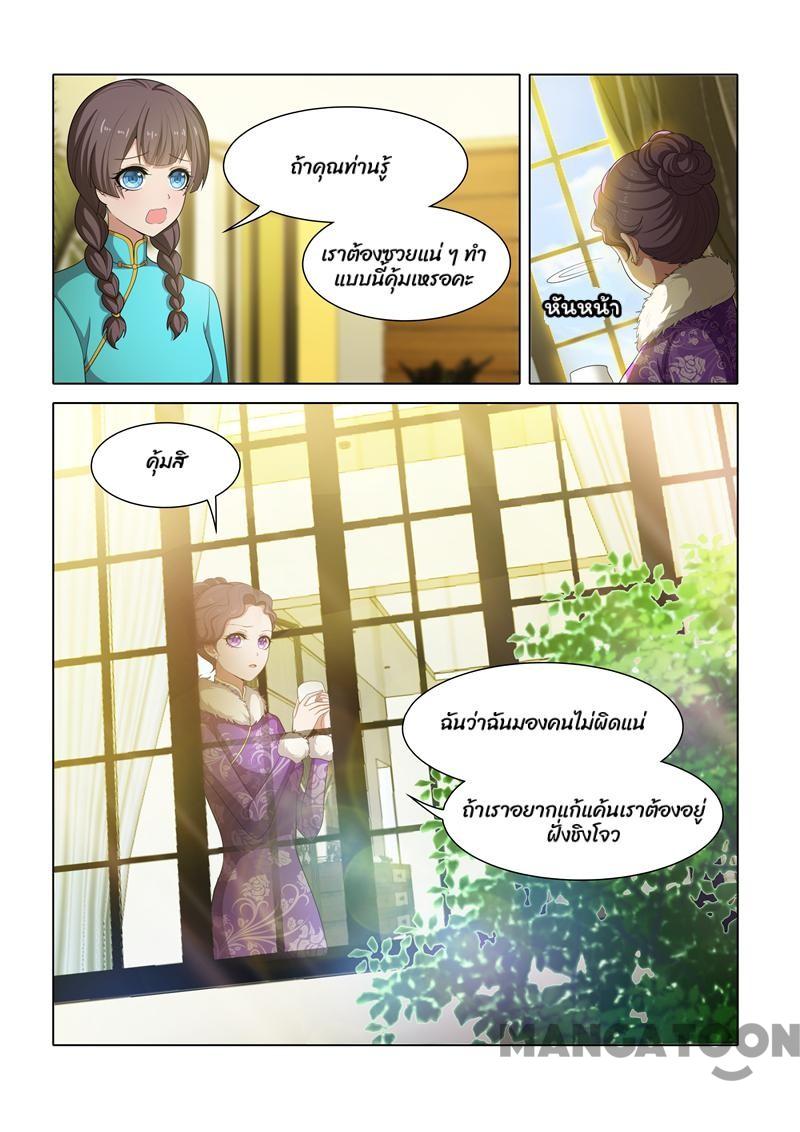 ถ้าคุณท่านรู้
เราต้องซวยแน่ ๆ ทำ
แบบนี้คุ้มเหรอคะ
หันหน้า
คุ้มสิ
ฉันว่าฉันมองคนไม่ผิดแน่
ถ้าเราอยากแก้แค้นเราต้องอยู่
ฝั่งชิงโจว
MANGATOON